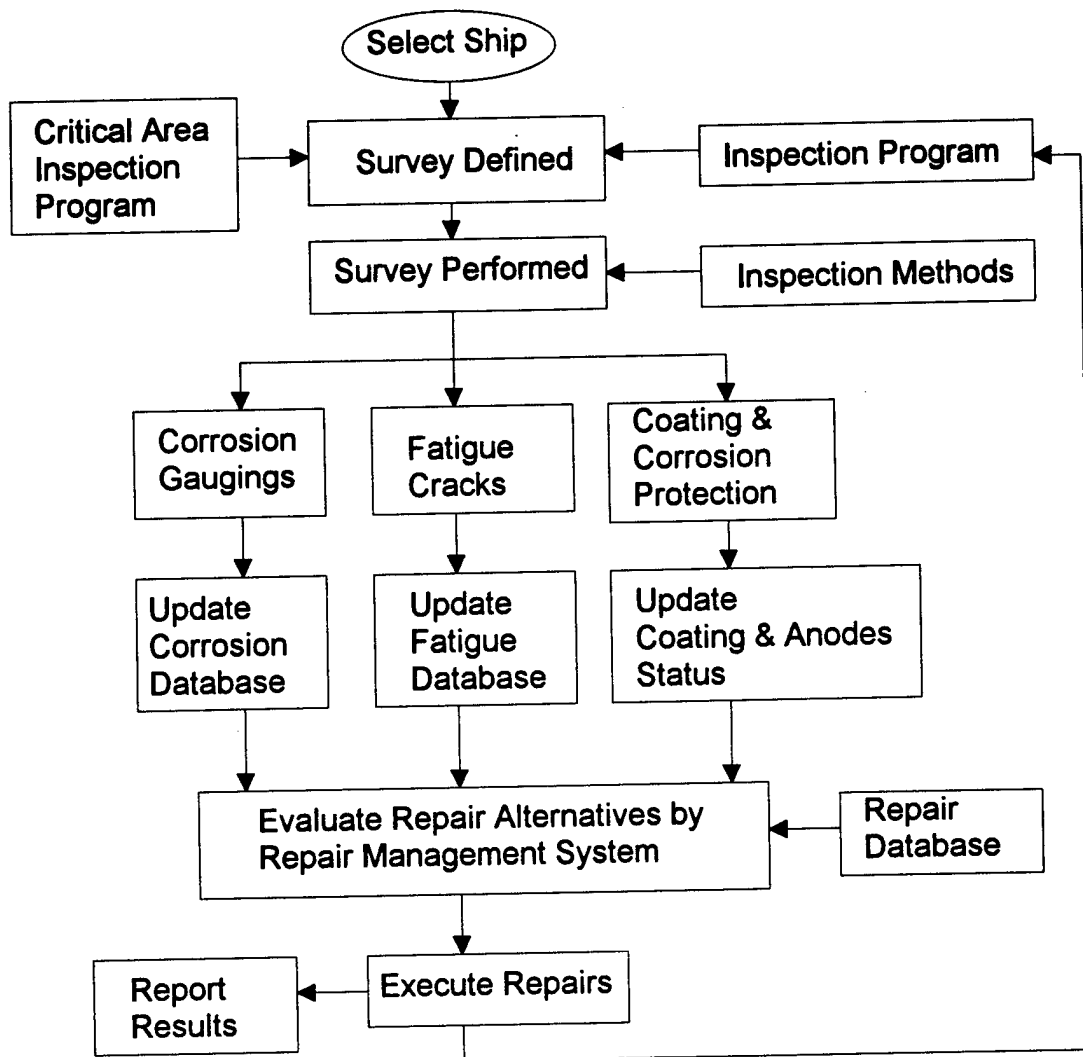 Select Ship
Critical Area
Inspection
Program
Survey Defined
Inspection Program
Survey Performed
Inspection Methods
Corrosion
Gaugings
Fatigue
Cracks
Coating &
Corrosion
Protection
Update
Corrosion
Database
Update
Fatigue
Database
Update
Coating & Anodes
Status
Evaluate Repair Alternatives by
Repair Management System
Repair
Database
Execute Repairs
Report
Results